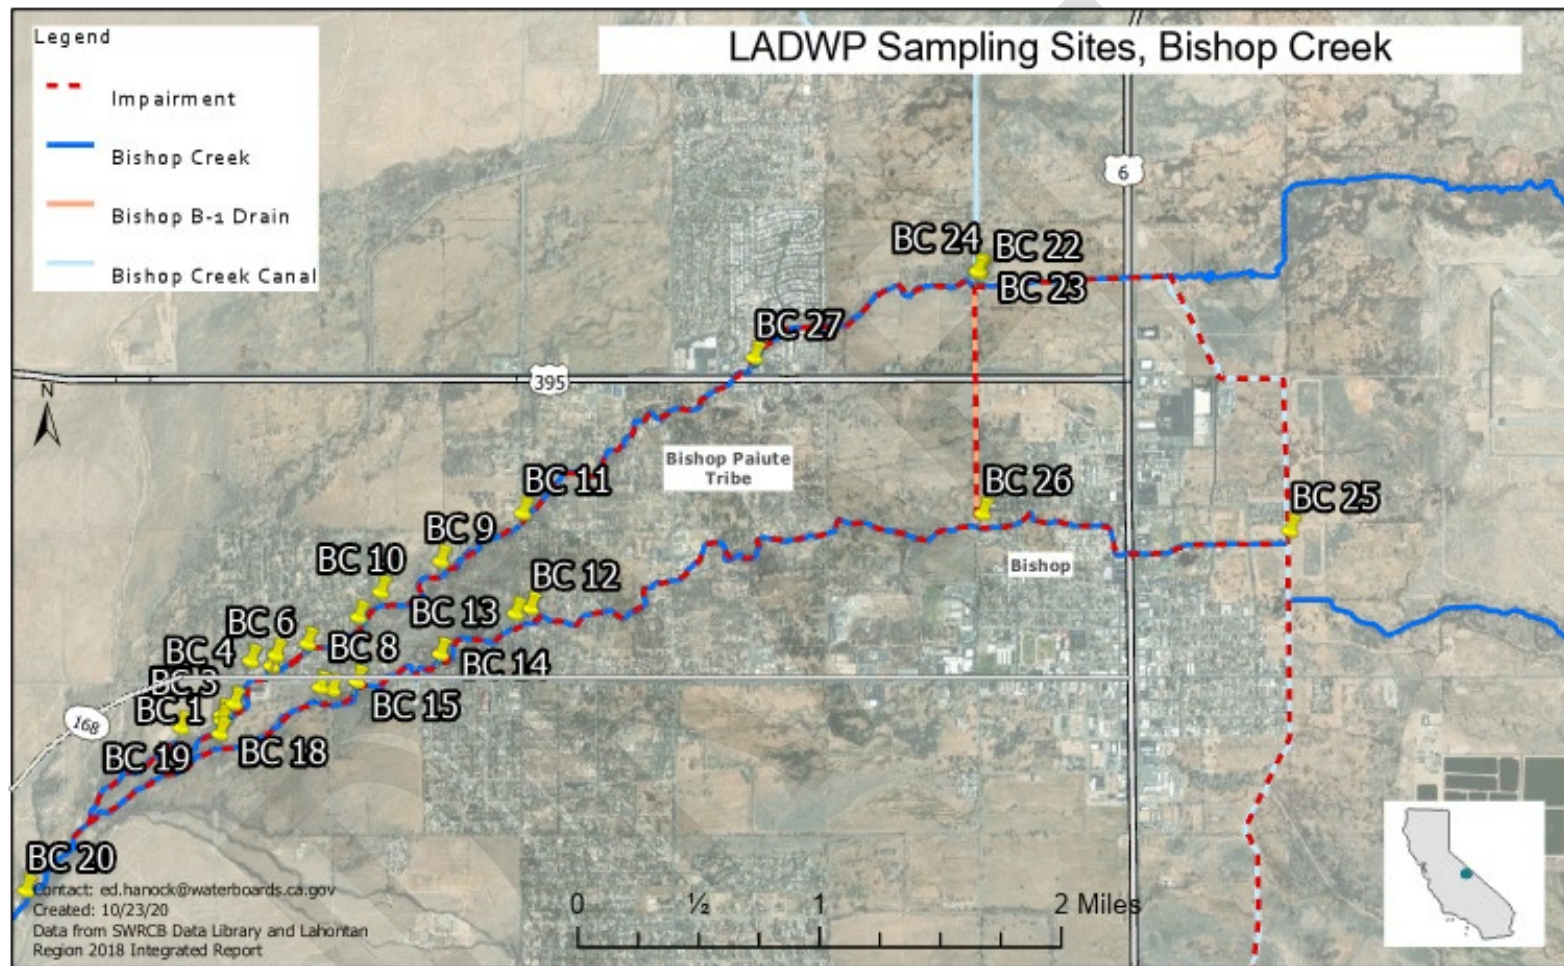 LADWP Sampling Sites, Bishop Creek
Legend
Impairment
Bishop Creek
Bishop B-1 Drain
Bishop Creek Canal
6
BC 24
BC 22
BC 23
BC 27
395
N
Bishop Paiute
Tribe
BC 11
BC 26
BC 25
BC 9
BC 10
BC 12
Bishop
BC 13
BC 6
BC 4
BC 8
BC 14
BC 3
BC 15
BC 1
168
BC 19
BC 18
BC 20
Contact: ed.hanock@waterboards.ca.gov
Created: 10/23/20
Data from SWRCB Data Library and Lahontan
Region 2018 Integrated Report
0 ½ 1 2 Miles